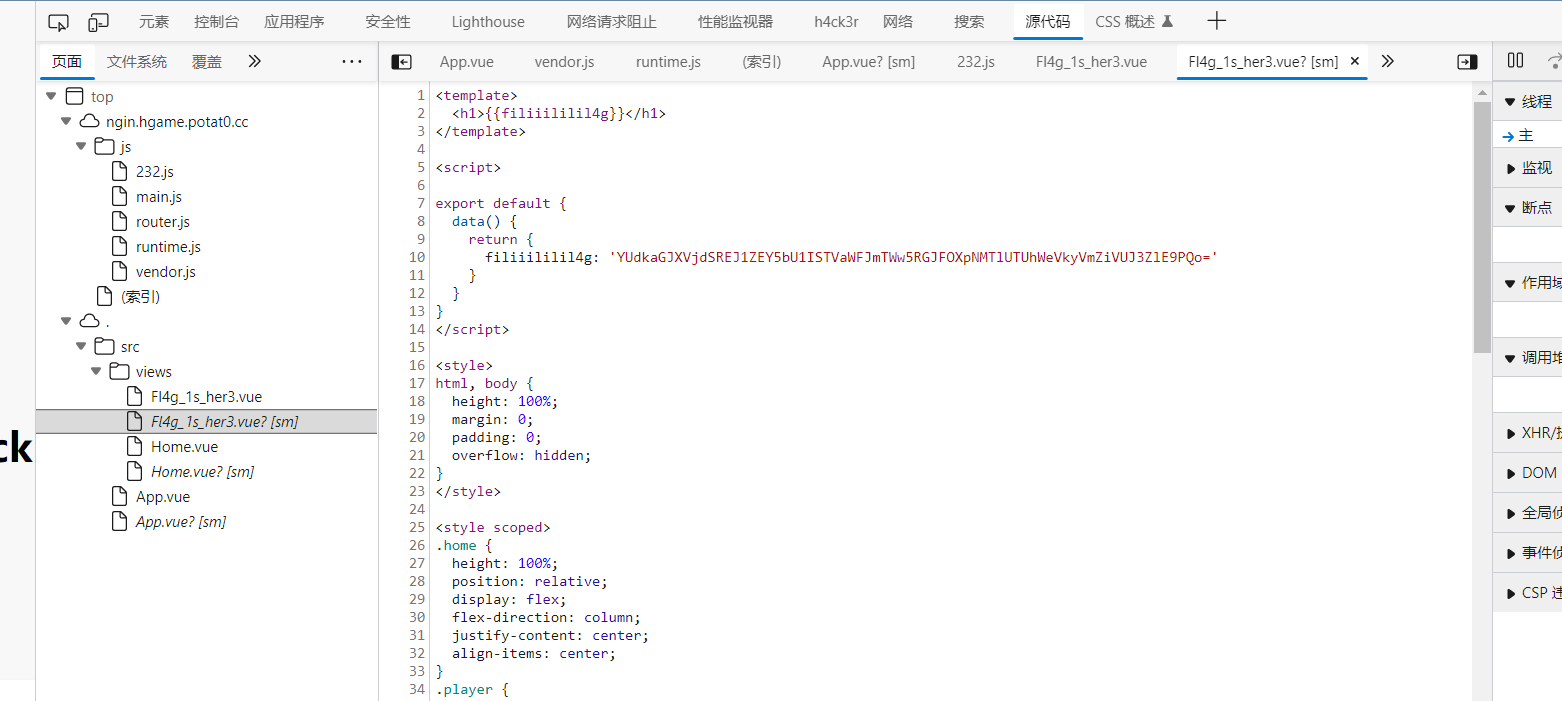 元素 控制台 应用程序 安全性 Lighthouse 网络请求阻止 性能监视器 h4ck3r 网络 搜索 源代码 CSS 概述
页面 文件系统 覆盖
App.vue vendor.js runtime.js (索引) App.vue? [sm] 232.js Fl4g_1s_her3.vue Fl4g_1s_her3.vue? [sm] ×
top
ngin.hgame.potat0.cc
js
232.js
main.js
router.js
runtime.js
vendor.js
(索引)
.
src
views
Fl4g_1s_her3.vue
Fl4g_1s_her3.vue? [sm]
Home.vue
Home.vue? [sm]
App.vue
App.vue? [sm]
ck
1 <template>
2 <h1>{{filiiililil4g}}</h1>
3 </template>
4
5 <script>
6
7 export default {
8 data() {
9 return {
10 filiiililil4g: 'YUdkaGJXVjdSREJ1ZEY5bU1ISTVaWFJmTWw5RGJFOXpNMTlUTUhWeVkyVmZiVUJ3ZlE9PQo='
11 }
12 }
13 }
14 </script>
15
16 <style>
17 html, body {
18 height: 100%;
19 margin: 0;
20 padding: 0;
21 overflow: hidden;
22 }
23 </style>
24
25 <style scoped>
26 .home {
27 height: 100%;
28 position: relative;
29 display: flex;
30 flex-direction: column;
31 justify-content: center;
32 align-items: center;
33 }
34 .player {
线程
主
监视
断点
作用域
调用堆
XHR/
DOM
全局侦
事件侦
CSP 违